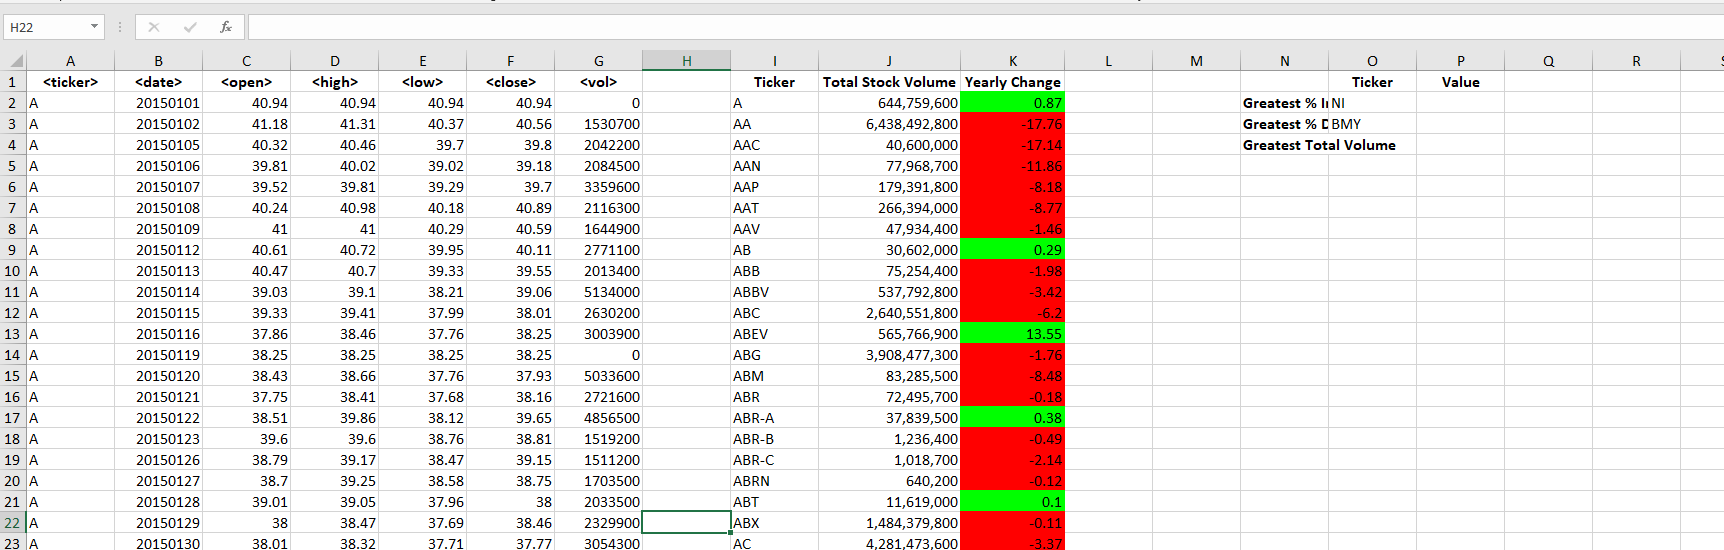 H22 fx
A B C D E F G H I J K L M N O P Q R
1 <ticker> <date> <open> <high> <low> <close> <vol> Ticker Total Stock Volume Yearly Change Ticker Value
2 A 20150101 40.94 40.94 40.94 40.94 0 A 644,759,600 0.87 Greatest % I NI
3 A 20150102 41.18 41.31 40.37 40.56 1530700 AA 6,438,492,800 -17.76 Greatest % D BMY
4 A 20150105 40.32 40.46 39.7 39.8 2042200 AAC 40,600,000 -17.14 Greatest Total Volume
5 A 20150106 39.81 40.02 39.02 39.18 2084500 AAN 77,968,700 -11.86
6 A 20150107 39.52 39.81 39.29 39.7 3359600 AAP 179,391,800 -8.18
7 A 20150108 40.24 40.98 40.18 40.89 2116300 AAT 266,394,000 -8.77
8 A 20150109 41 41 40.29 40.59 1644900 AAV 47,934,400 -1.46
9 A 20150112 40.61 40.72 39.95 40.11 2771100 AB 30,602,000 0.29
10 A 20150113 40.47 40.7 39.33 39.55 2013400 ABB 75,254,400 -1.98
11 A 20150114 39.03 39.1 38.21 39.06 5134000 ABBV 537,792,800 -3.42
12 A 20150115 39.33 39.41 37.99 38.01 2630200 ABC 2,640,551,800 -6.2
13 A 20150116 37.86 38.46 37.76 38.25 3003900 ABEV 565,766,900 13.55
14 A 20150119 38.25 38.25 38.25 38.25 0 ABG 3,908,477,300 -1.76
15 A 20150120 38.43 38.66 37.76 37.93 5033600 ABM 83,285,500 -8.48
16 A 20150121 37.75 38.41 37.68 38.16 2721600 ABR 72,495,700 -0.18
17 A 20150122 38.51 39.86 38.12 39.65 4856500 ABR-A 37,839,500 0.38
18 A 20150123 39.6 39.6 38.76 38.81 1519200 ABR-B 1,236,400 -0.49
19 A 20150126 38.79 39.17 38.47 39.15 1511200 ABR-C 1,018,700 -2.14
20 A 20150127 38.7 39.25 38.58 38.75 1703500 ABRN 640,200 -0.12
21 A 20150128 39.01 39.05 37.96 38 2033500 ABT 11,619,000 0.1
22 A 20150129 38 38.47 37.69 38.46 2329900 ABX 1,484,379,800 -0.11
23 A 20150130 38.01 38.32 37.71 37.77 3054300 AC 4,281,473,600 -3.37